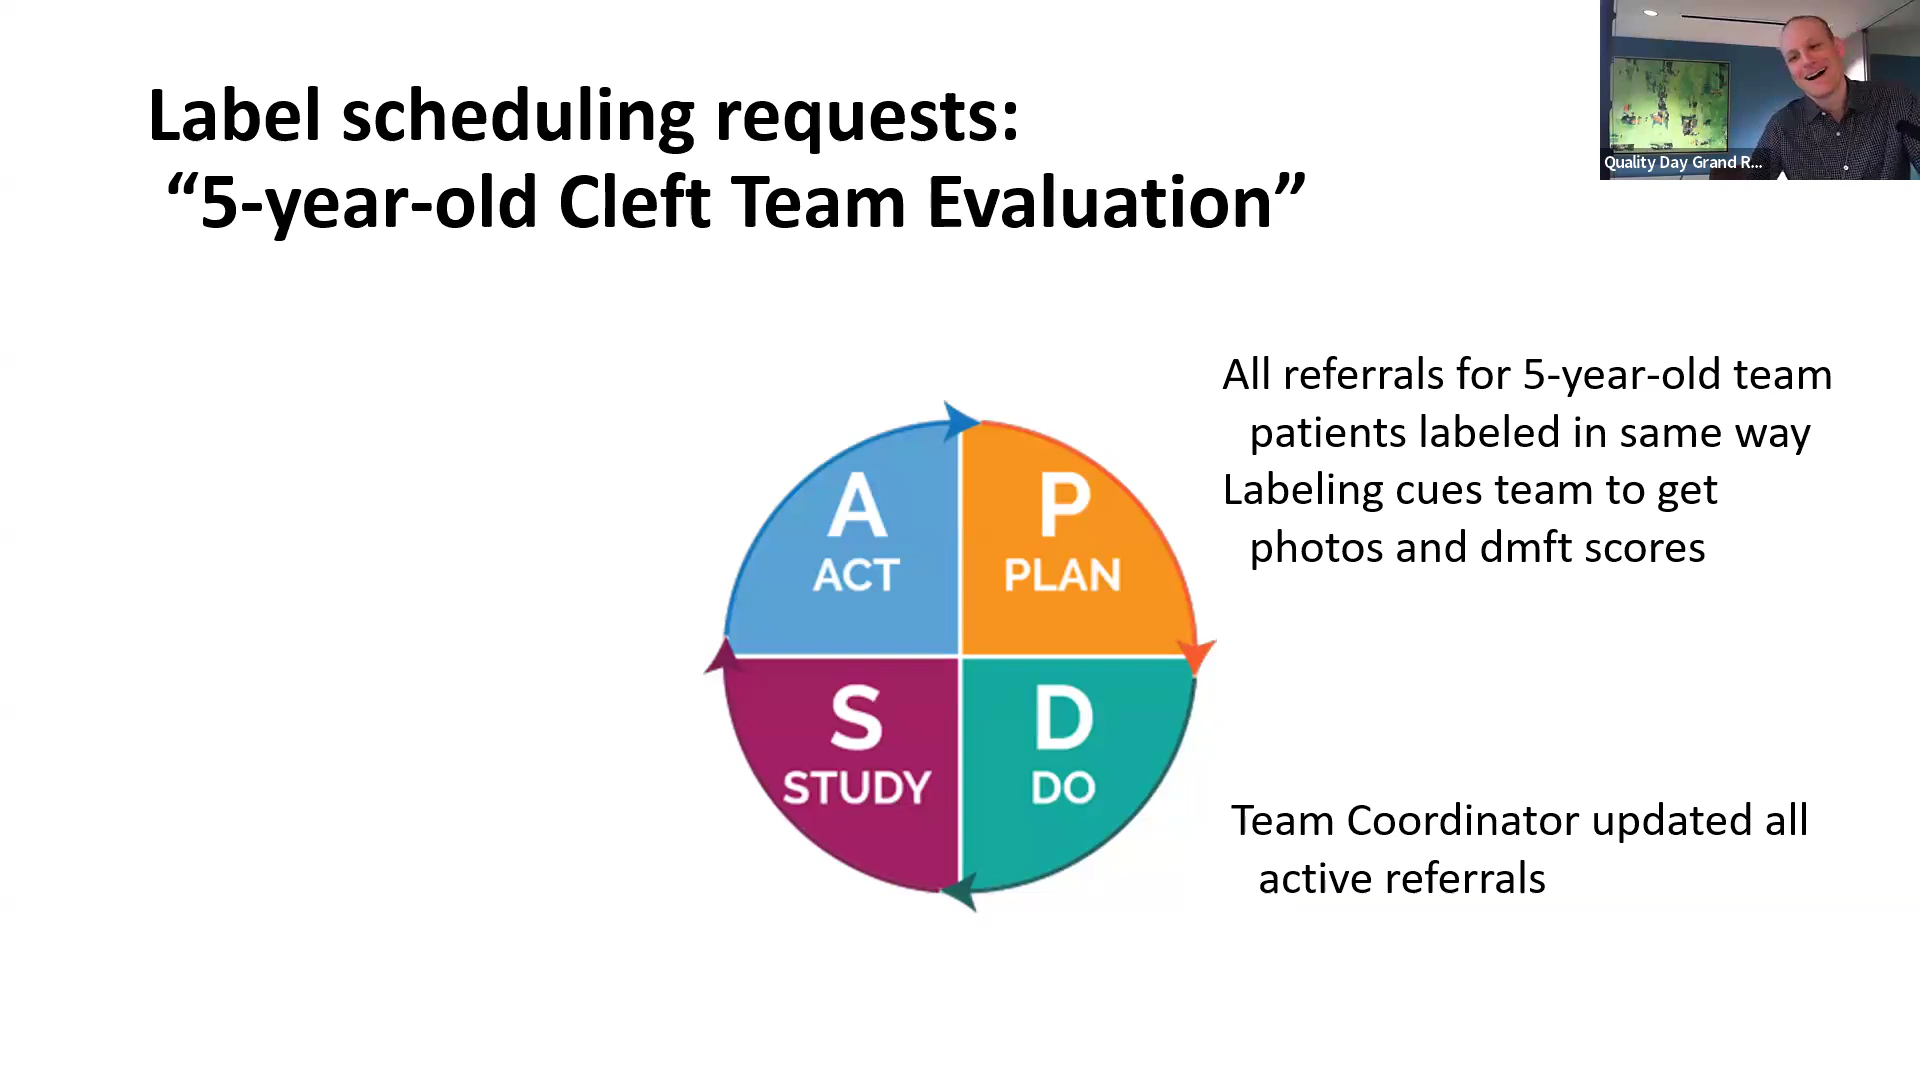 Label scheduling requests:
“5-year-old Cleft Team Evaluation”
Quality Day Grand R...
All referrals for 5-year-old team
patients labeled in same way
Labeling cues team to get
photos and dmft scores
A
ACT
P
PLAN
S
STUDY
D
DO
Team Coordinator updated all
active referrals